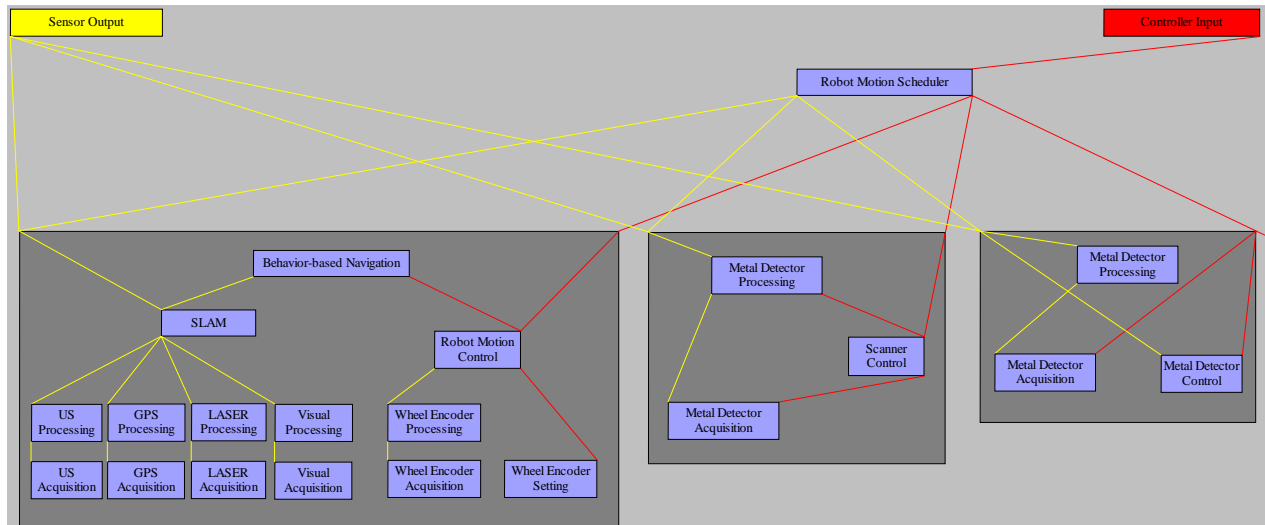 Sensor Output
Controller Input
Robot Motion Scheduler
Behavior-based Navigation
SLAM
Robot Motion
Control
US
Processing
GPS
Processing
LASER
Processing
Visual
Processing
Wheel Encoder
Processing
US
Acquisition
GPS
Acquisition
LASER
Acquisition
Visual
Acquisition
Wheel Encoder
Acquisition
Wheel Encoder
Setting
Metal Detector
Processing
Scanner
Control
Metal Detector
Acquisition
Metal Detector
Processing
Metal Detector
Acquisition
Metal Detector
Control